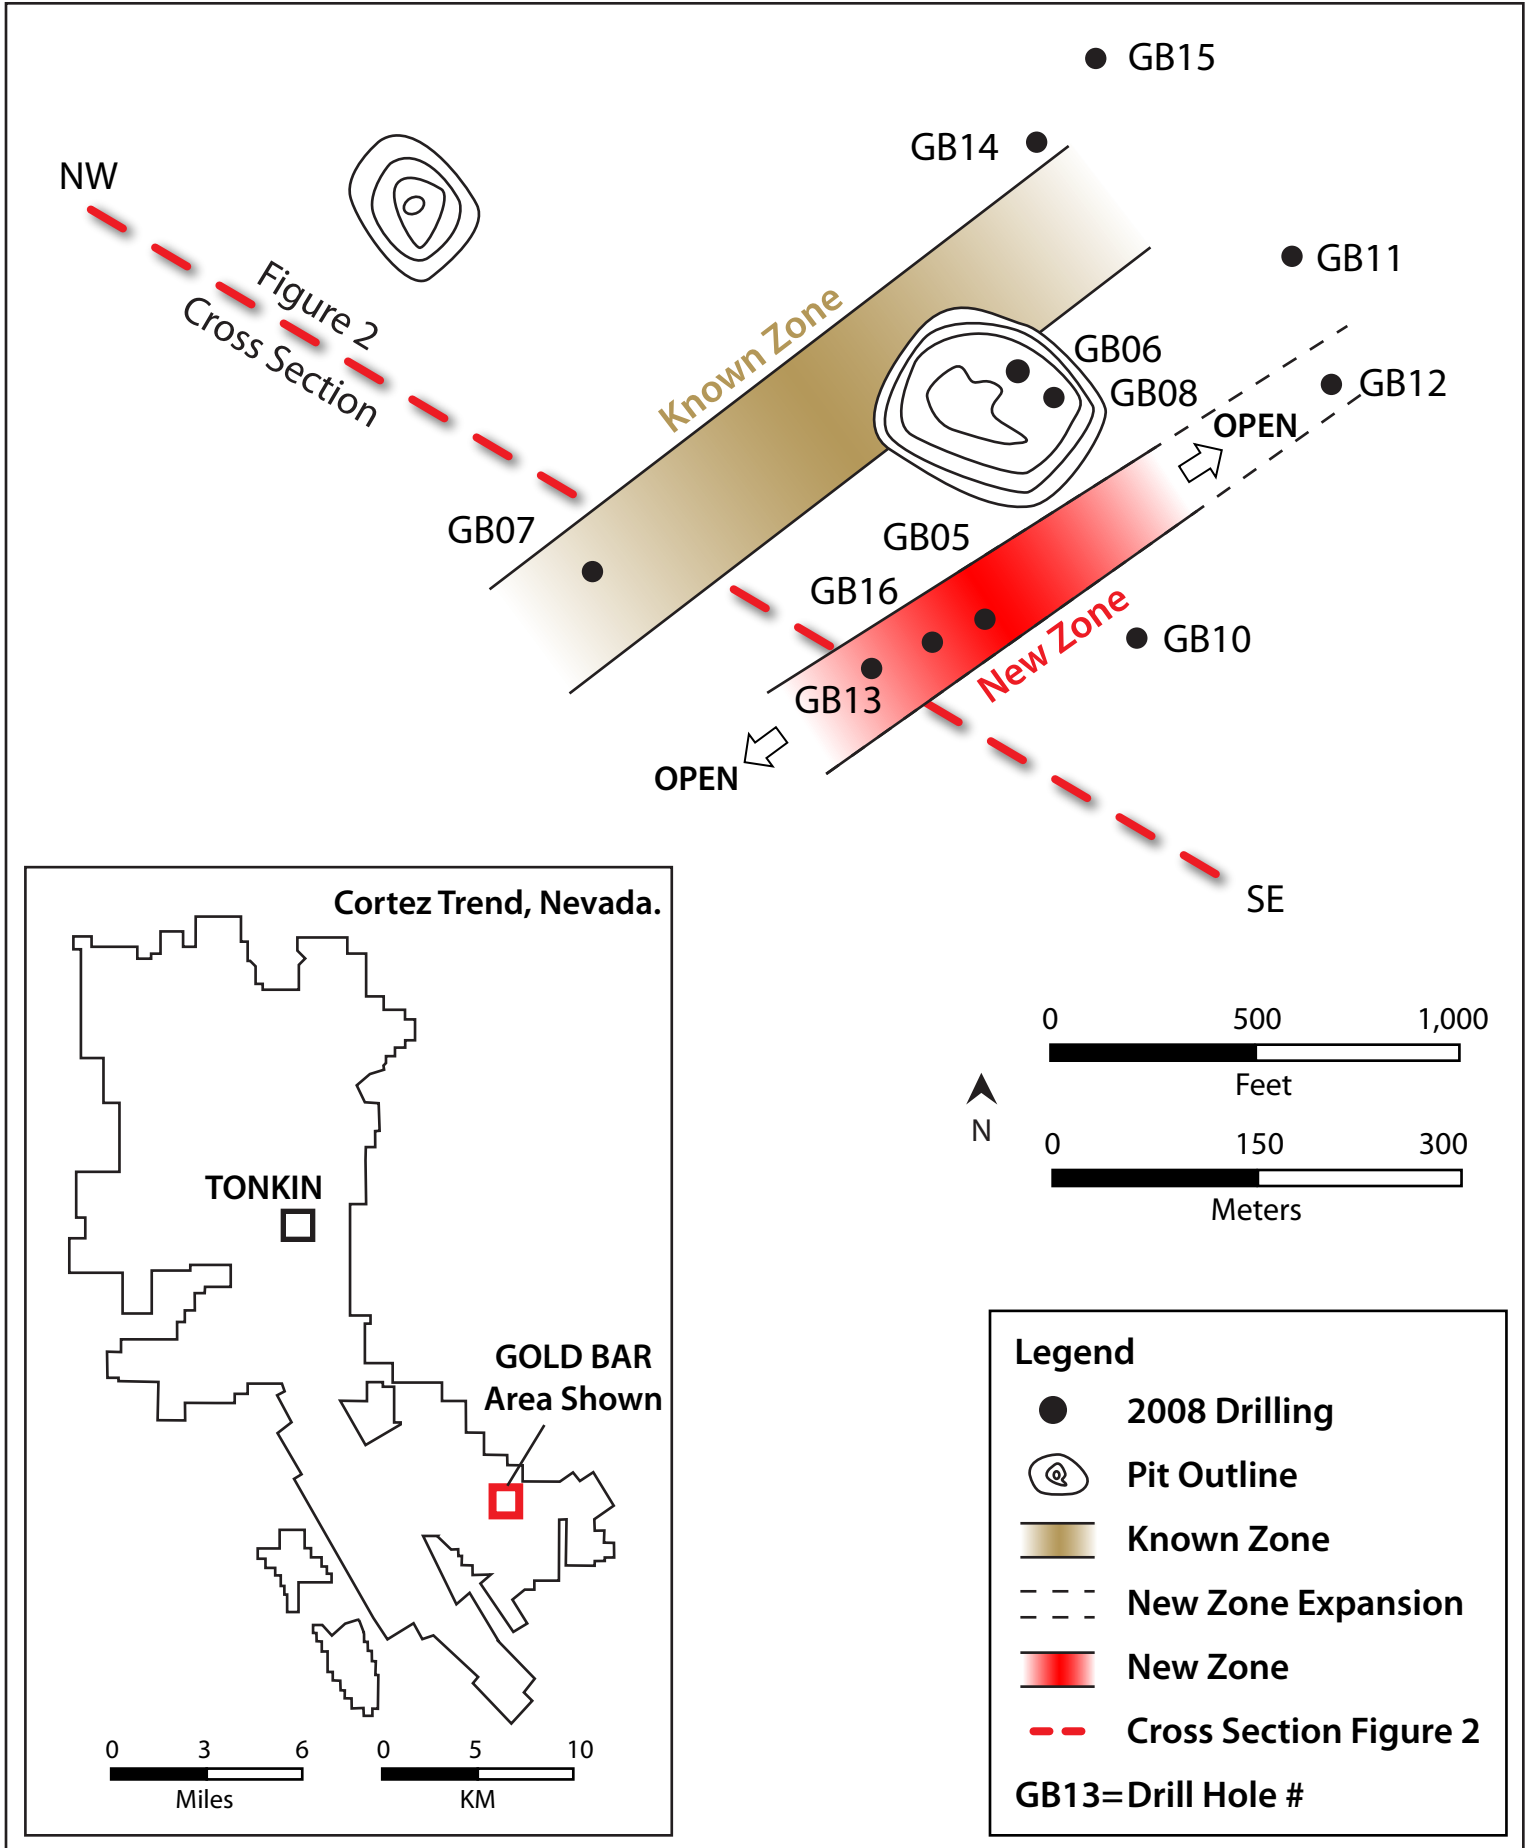 GB15
GB14
NW
GB11
Figure 2
Cross Section
Known Zone
GB06
GB08
GB12
OPEN
GB07
GB05
GB16
New Zone
GB10
GB13
OPEN
SE
Cortez Trend, Nevada.
TONKIN
GOLD BAR
Area Shown
0 3 6
Miles
0 5 10
KM
0 500 1,000
Feet
N
0 150 300
Meters
Legend
2008 Drilling
Pit Outline
Known Zone
New Zone Expansion
New Zone
Cross Section Figure 2
GB13=Drill Hole #